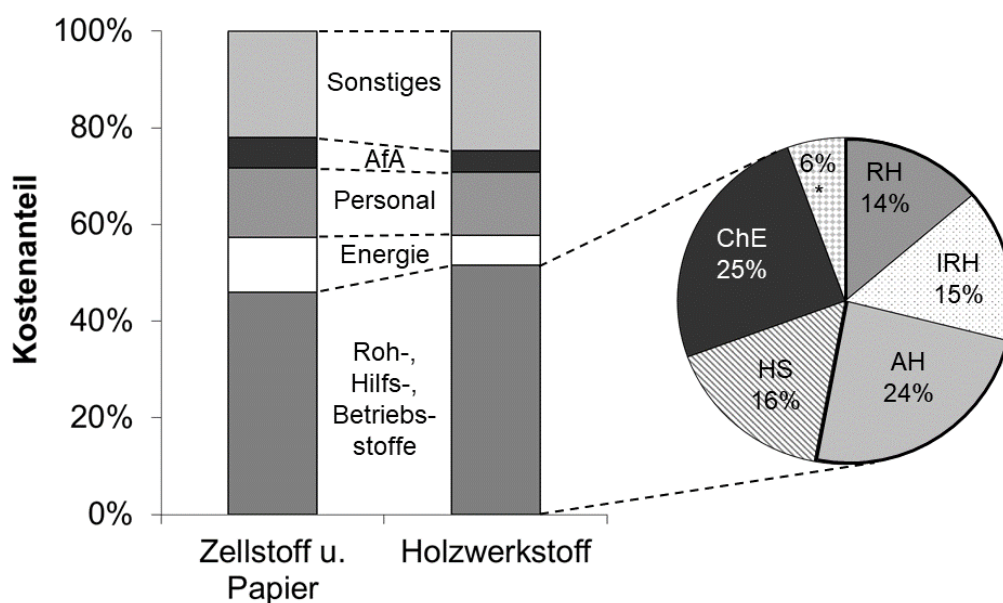 Kostenanteil
100%
80%
60%
40%
20%
0%
Sonstiges
AfA
Personal
Energie
Roh-,
Hilfs-,
Betriebs-
stoffe
Zellstoff u.
Papier
Holzwerkstoff
6%
*
RH
14%
IRH
15%
AH
24%
HS
16%
ChE
25%